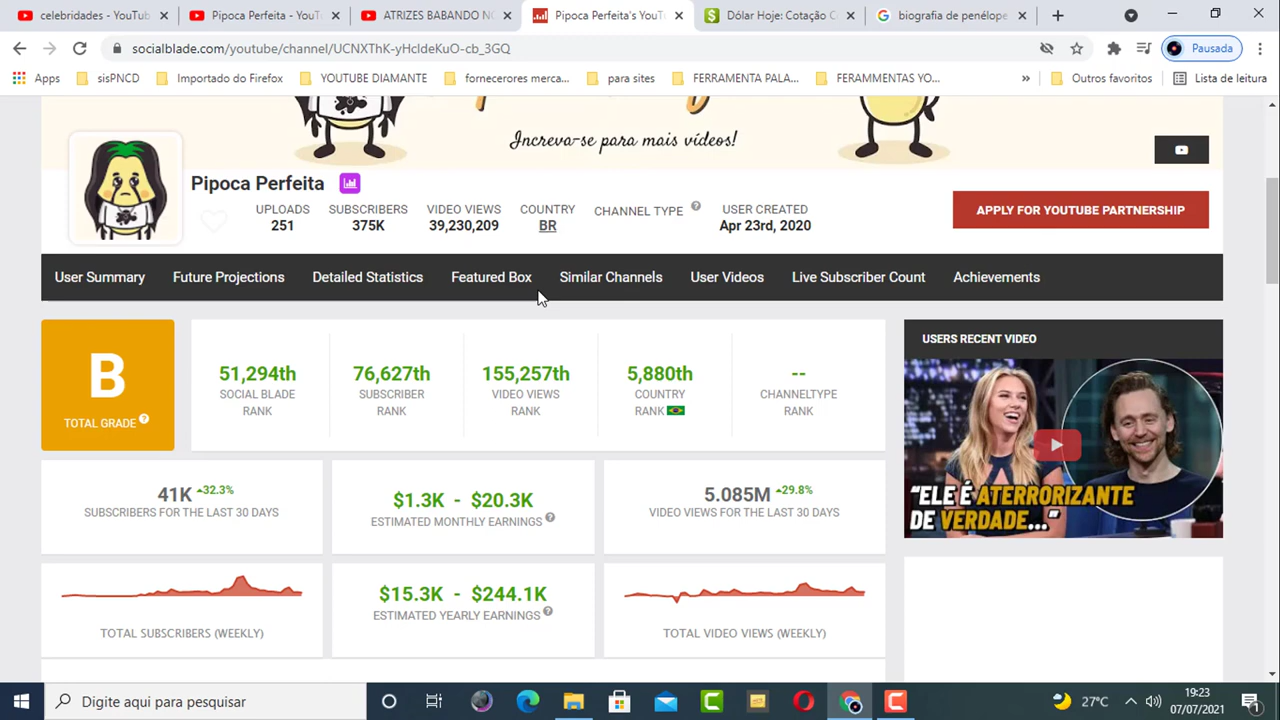 celebridades - YouTub
Pipoca Perfeita - YouT
ATRIZES BABANDO NO
Pipoca Perfeita's YouT
Dólar Hoje: Cotação C
biografia de penélope
socialblade.com/youtube/channel/UCNXThK-yHcldeKuO-cb_3GQ
Pausada
Apps
sisPNCD
Importado do Firefox
YOUTUBE DIAMANTE
fornecerores merca...
para sites
FERRAMENTA PALA...
FERAMMENTAS YO...
»
Outros favoritos
Lista de leitura
Increva-se para mais vídeos!
Pipoca Perfeita
UPLOADS
251
SUBSCRIBERS
375K
VIDEO VIEWS
39,230,209
COUNTRY
BR
CHANNEL TYPE
USER CREATED
Apr 23rd, 2020
APPLY FOR YOUTUBE PARTNERSHIP
User Summary
Future Projections
Detailed Statistics
Featured Box
Similar Channels
User Videos
Live Subscriber Count
Achievements
B
TOTAL GRADE
51,294th
SOCIAL BLADE
RANK
76,627th
SUBSCRIBER
RANK
155,257th
VIDEO VIEWS
RANK
5,880th
COUNTRY
RANK
--
CHANNELTYPE
RANK
USERS RECENT VIDEO
"ELE É ATERRORIZANTE
DE VERDADE..."
41K 32.3%
SUBSCRIBERS FOR THE LAST 30 DAYS
$1.3K - $20.3K
ESTIMATED MONTHLY EARNINGS
5.085M 29.8%
VIDEO VIEWS FOR THE LAST 30 DAYS
TOTAL SUBSCRIBERS (WEEKLY)
$15.3K - $244.1K
ESTIMATED YEARLY EARNINGS
TOTAL VIDEO VIEWS (WEEKLY)
Digite aqui para pesquisar
27°C
19:23
07/07/2021
1